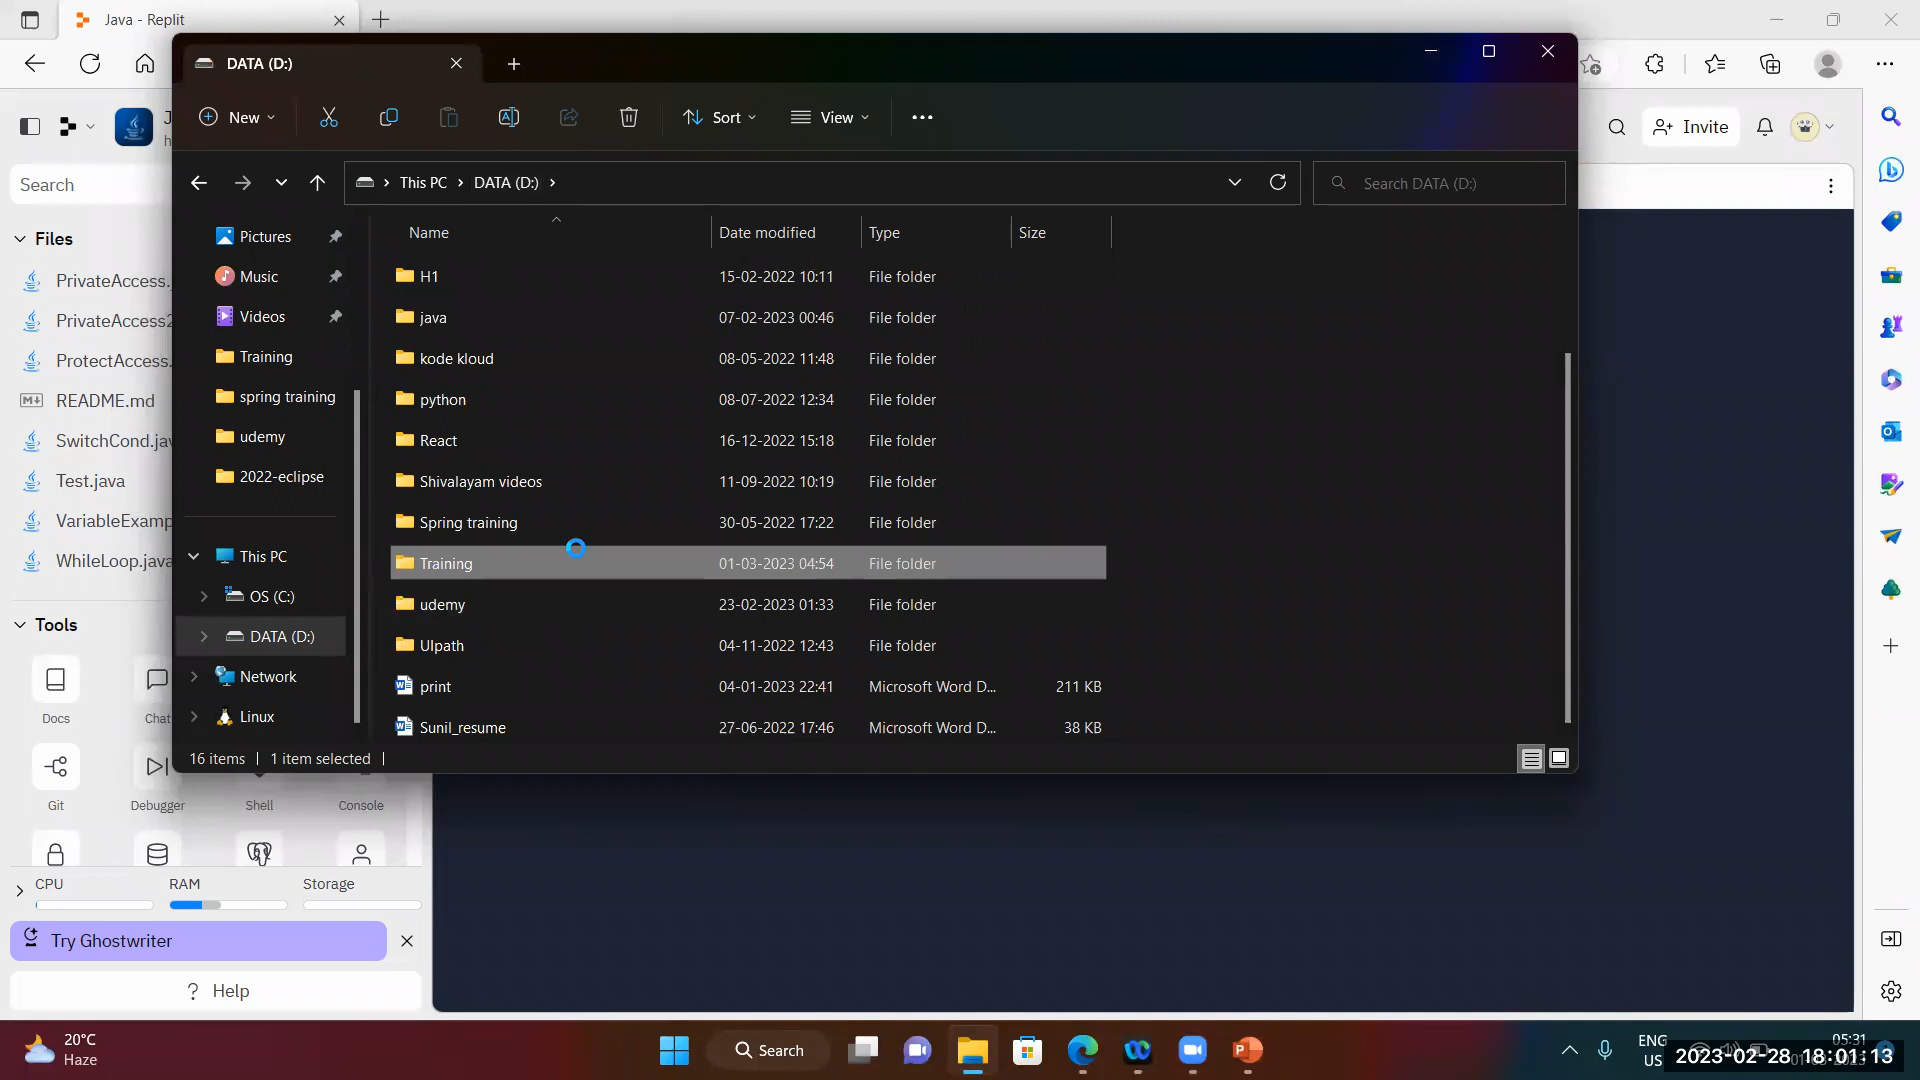 Java - Replit
DATA (D:)
New
Sort
View
This PC
DATA (D:)
Search DATA (D:)
Invite
Search
Files
PrivateAccess.
PrivateAccess2
ProtectAccess.
README.md
SwitchCond.jav
Test.java
VariableExamp
WhileLoop.java
Tools
Docs
Chat
Git
Debugger
Shell
Console
CPU
RAM
Storage
Try Ghostwriter
? Help
Pictures
Music
Videos
Training
spring training
udemy
2022-eclipse
This PC
OS (C:)
DATA (D:)
Network
Linux
Name Date modified Type Size
H1 15-02-2022 10:11 File folder
java 07-02-2023 00:46 File folder
kode kloud 08-05-2022 11:48 File folder
python 08-07-2022 12:34 File folder
React 16-12-2022 15:18 File folder
Shivalayam videos 11-09-2022 10:19 File folder
Spring training 30-05-2022 17:22 File folder
Training 01-03-2023 04:54 File folder
udemy 23-02-2023 01:33 File folder
UIpath 04-11-2022 12:43 File folder
print 04-01-2023 22:41 Microsoft Word D... 211 KB
Sunil_resume 27-06-2022 17:46 Microsoft Word D... 38 KB
16 items 1 item selected
20°C
Haze
Search
ENG
US
05:31
2023-02-28 18:01:13